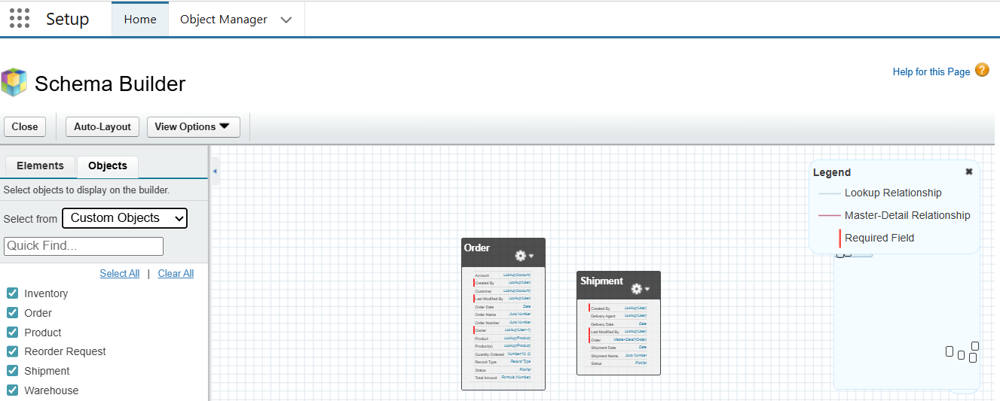 Setup Home Object Manager
Schema Builder
Help for this Page ?
Close Auto-Layout View Options
Elements Objects
Select objects to display on the builder.
Select from Custom Objects
Quick Find...
Select All | Clear All
Inventory
Order
Product
Reorder Request
Shipment
Warehouse
Order
Account Lookup(Account)
Created By Lookup(User)
Customer Lookup(Account)
Last Modified By Lookup(User)
Order Date Date
Order Name Auto Number
Order Number Auto Number
Owner Lookup(User+1)
Product Lookup(Product)
Product(s) Lookup(Product)
Quantity Ordered Number(10, 0)
Record Type Record Type
Status Picklist
Total Amount Formula (Number)
Shipment
Created By Lookup(User)
Delivery Agent Lookup(User)
Delivery Date Date
Last Modified By Lookup(User)
Order Master-Detail(Order)
Shipment Date Date
Shipment Name Auto Number
Status Picklist
Legend
Lookup Relationship
Master-Detail Relationship
Required Field